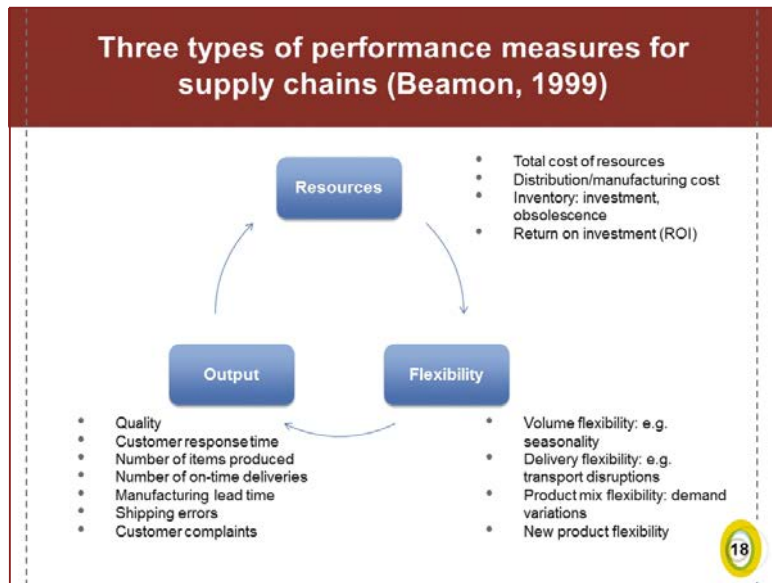 Three types of performance measures for
supply chains (Beamon, 1999)
Resources
• Total cost of resources
• Distribution/manufacturing cost
• Inventory: investment,
obsolescence
• Return on investment (ROI)
Output
Flexibility
• Quality
• Customer response time
• Number of items produced
• Number of on-time deliveries
• Manufacturing lead time
• Shipping errors
• Customer complaints
• Volume flexibility: e.g.
seasonality
• Delivery flexibility: e.g.
transport disruptions
• Product mix flexibility: demand
variations
• New product flexibility
18